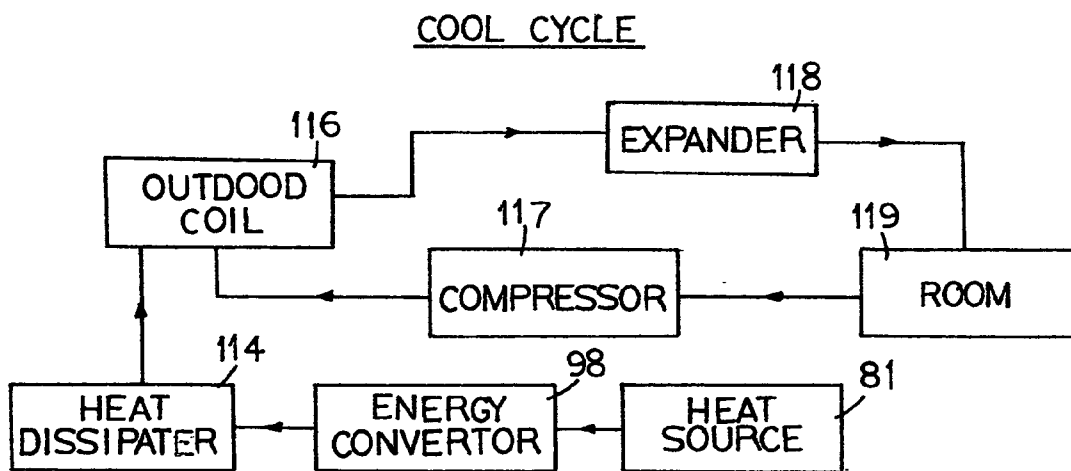 COOL CYCLE
118
EXPANDER
116
OUTDOOD
COIL
117
COMPRESSOR
119
ROOM
114
HEAT
DISSIPATER
98
ENERGY
CONVERTOR
81
HEAT
SOURCE